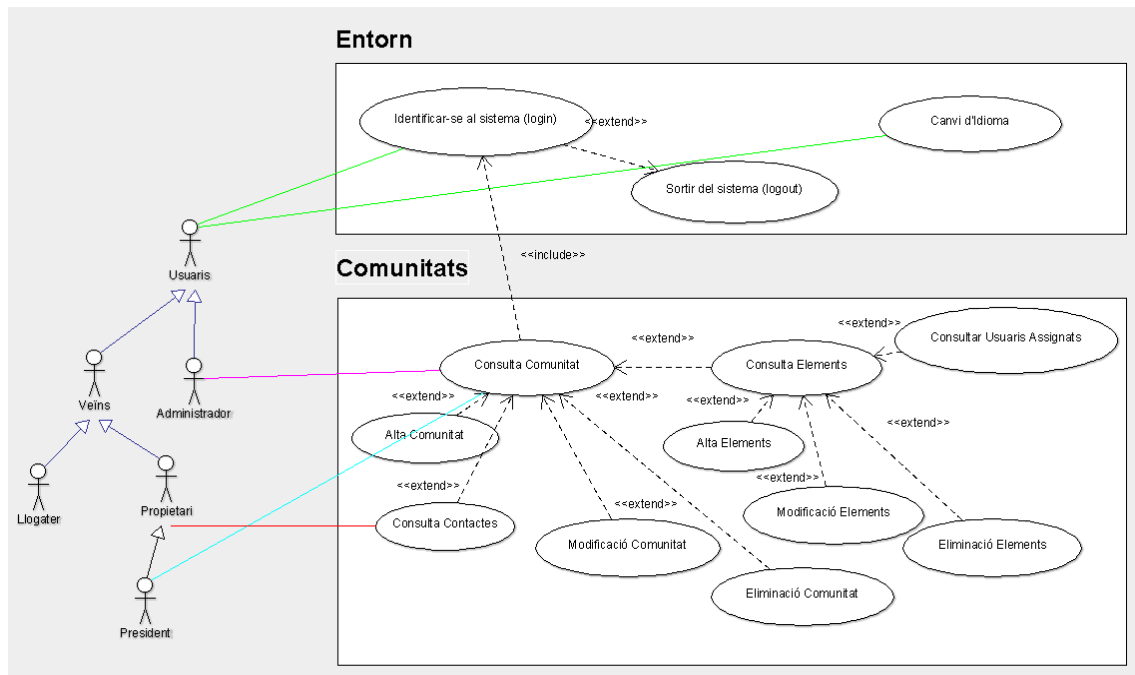 Entorn
Identificar-se al sistema (login)
<<extend>>
Canvi d'Idioma
Sortir del sistema (logout)
Usuaris
<<include>>
Comunitats
<<extend>>
Consultar Usuaris Assignats
<<extend>>
Consulta Comunitat
Consulta Elements
Veïns
Administrador
<<extend>>
<<extend>>
<<extend>>
Alta Comunitat
Alta Elements
<<extend>>
Llogater
Propietari
<<extend>>
<<extend>>
Consulta Contactes
<<extend>>
Modificació Elements
Modificació Comunitat
Eliminació Elements
Eliminació Comunitat
President